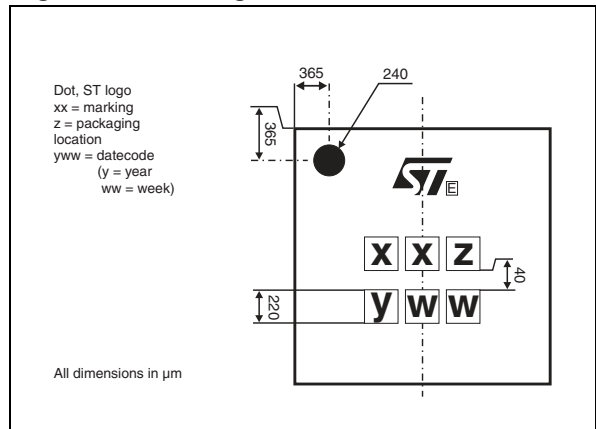 365
240
Dot, ST logo
xx = marking
z = packaging
location
yww = datecode
(y = year
ww = week)
365
ST E
x x z
40
y w w
220
All dimensions in µm